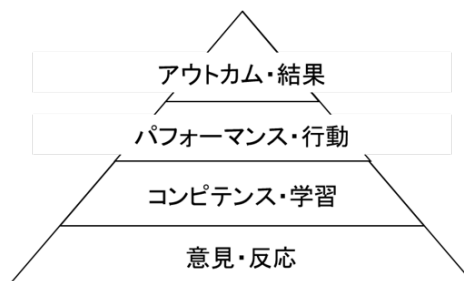 アウトカム・結果
パフォーマンス・行動
コンピテンス・学習
意見・反応